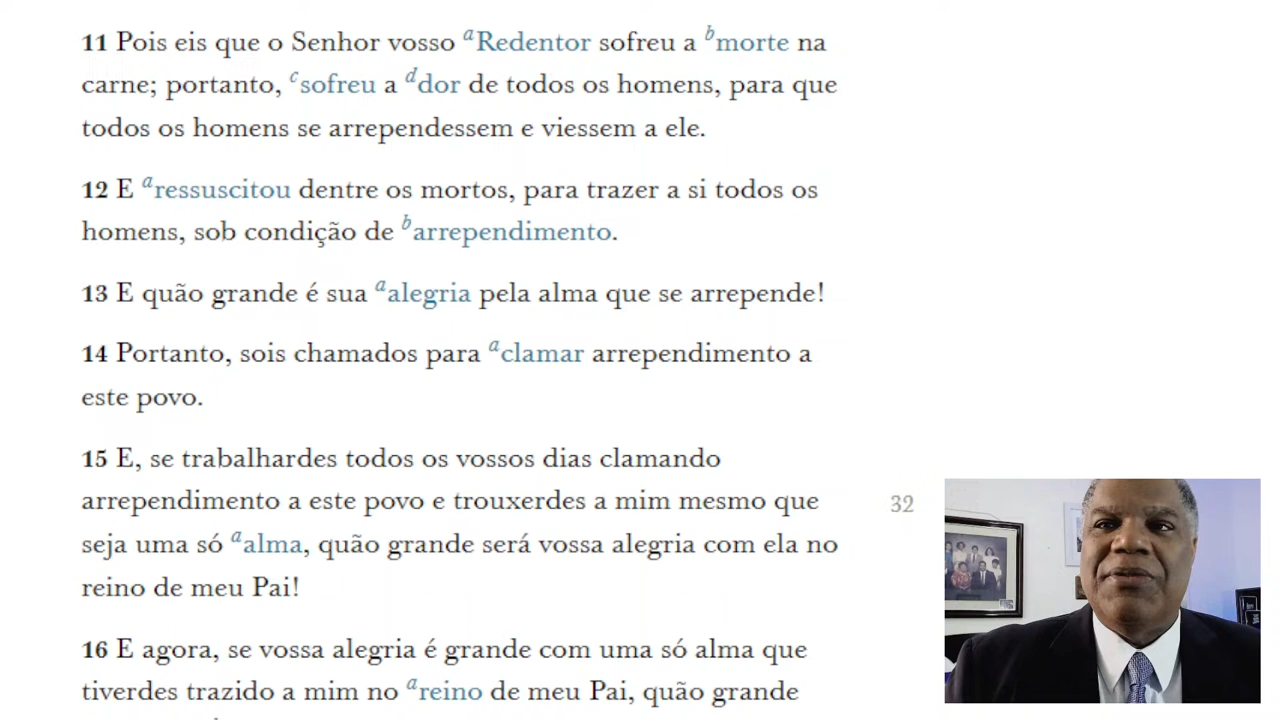 11 Pois eis que o Senhor vosso aRedentor sofreu a bmorte na
carne; portanto, csofreu a ddor de todos os homens, para que
todos os homens se arrependessem e viessem a ele.
12 E aressuscitou dentre os mortos, para trazer a si todos os
homens, sob condição de barrependimento.
13 E quão grande é sua aalegria pela alma que se arrepende!
14 Portanto, sois chamados para aclamar arrependimento a
este povo.
15 E, se trabalhardes todos os vossos dias clamando
arrependimento a este povo e trouxerdes a mim mesmo que
seja uma só aalma, quão grande será vossa alegria com ela no
reino de meu Pai!
16 E agora, se vossa alegria é grande com uma só alma que
tiverdes trazido a mim no areino de meu Pai, quão grande
32